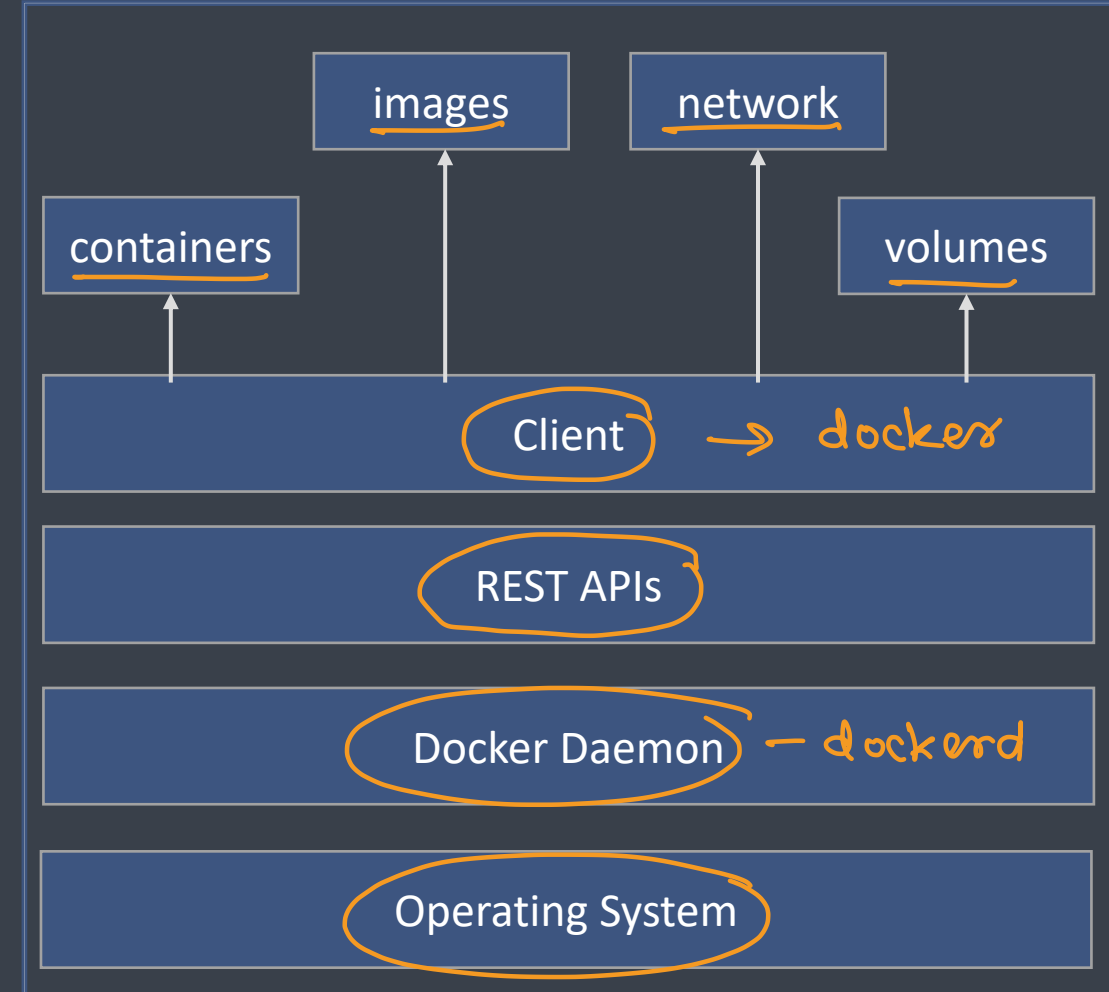 images
network
containers
volumes
Client → docker
REST APIs
Docker Daemon - dockerd
Operating System